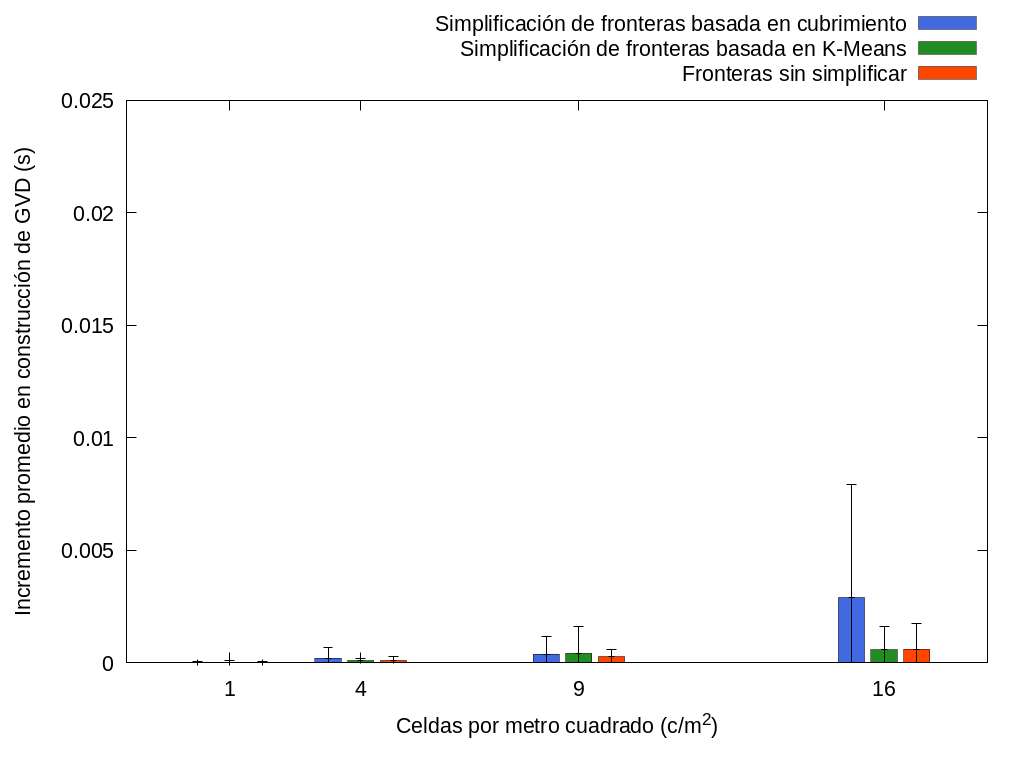 Simplificación de fronteras basada en cubrimiento
Simplificación de fronteras basada en K-Means
Fronteras sin simplificar
Incremento promedio en construcción de GVD (s)
0.025
0.02
0.015
0.01
0.005
0
1 4 9 16
Celdas por metro cuadrado (c/m²)